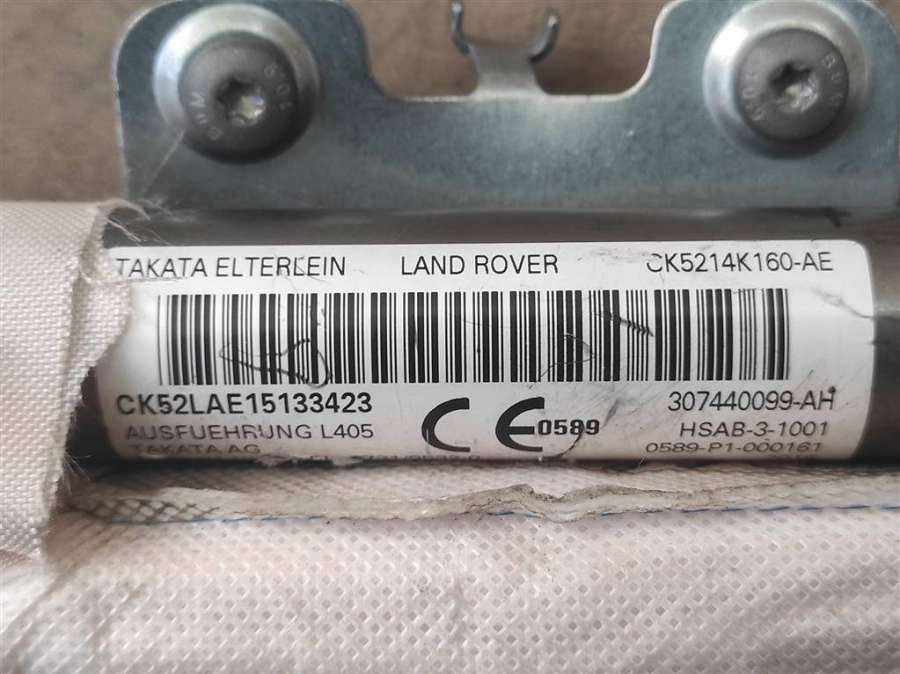 TAKATA ELTERLEIN LAND ROVER CK5214K160-AE
CK52LAE15133423 307440099-AH
AUSFUEHRUNG L405 CE 0589 HSAB-3-1001
TAKATA AG 0589-P1-000161